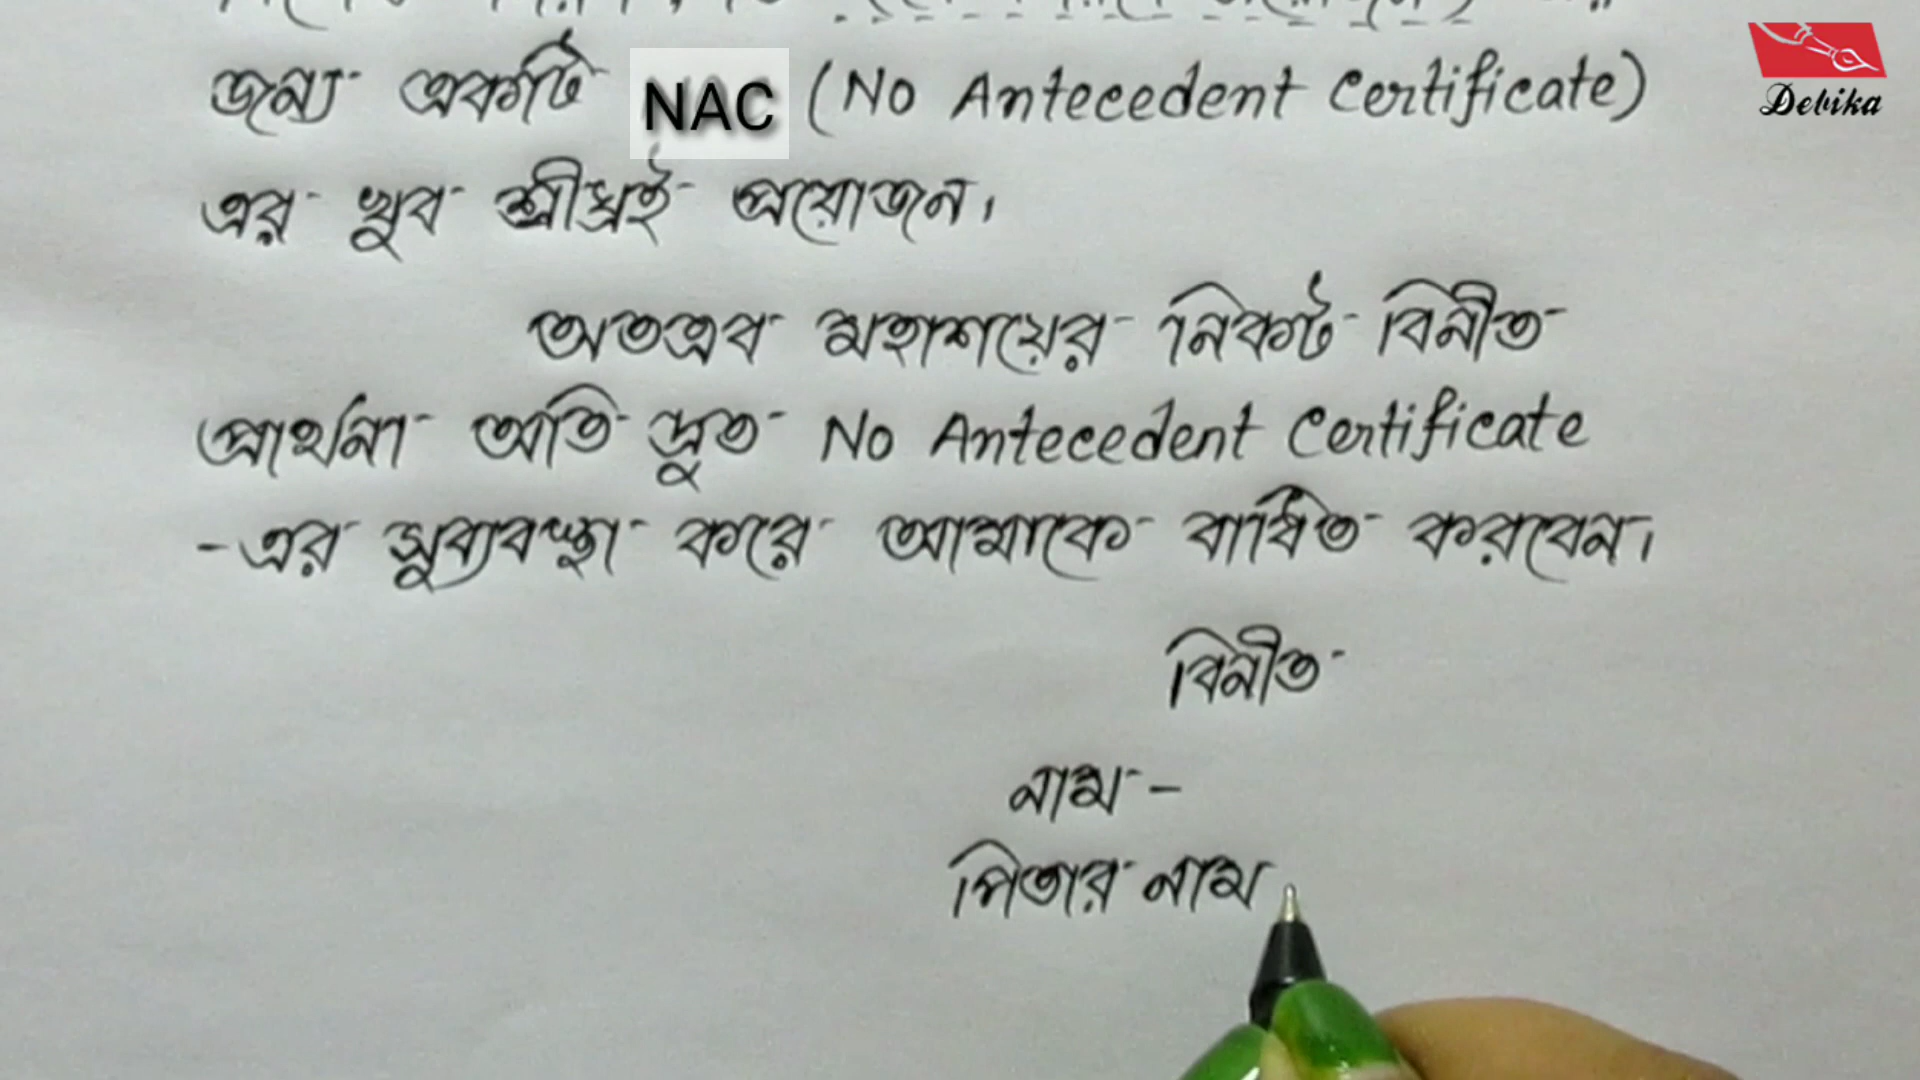 জন্য একটি NAC (No Antecedent Certificate)
এর খুব শ্রীঘ্রই প্রয়োজন।
অতএব মহাশয়ের নিকট বিনীত
প্রার্থনা অতি দ্রুত No Antecedent Certificate
-এর সুব্যবস্থা করে আমাকে বাধিত করবেন।
বিনীত
নাম -
পিতার নাম
Debika